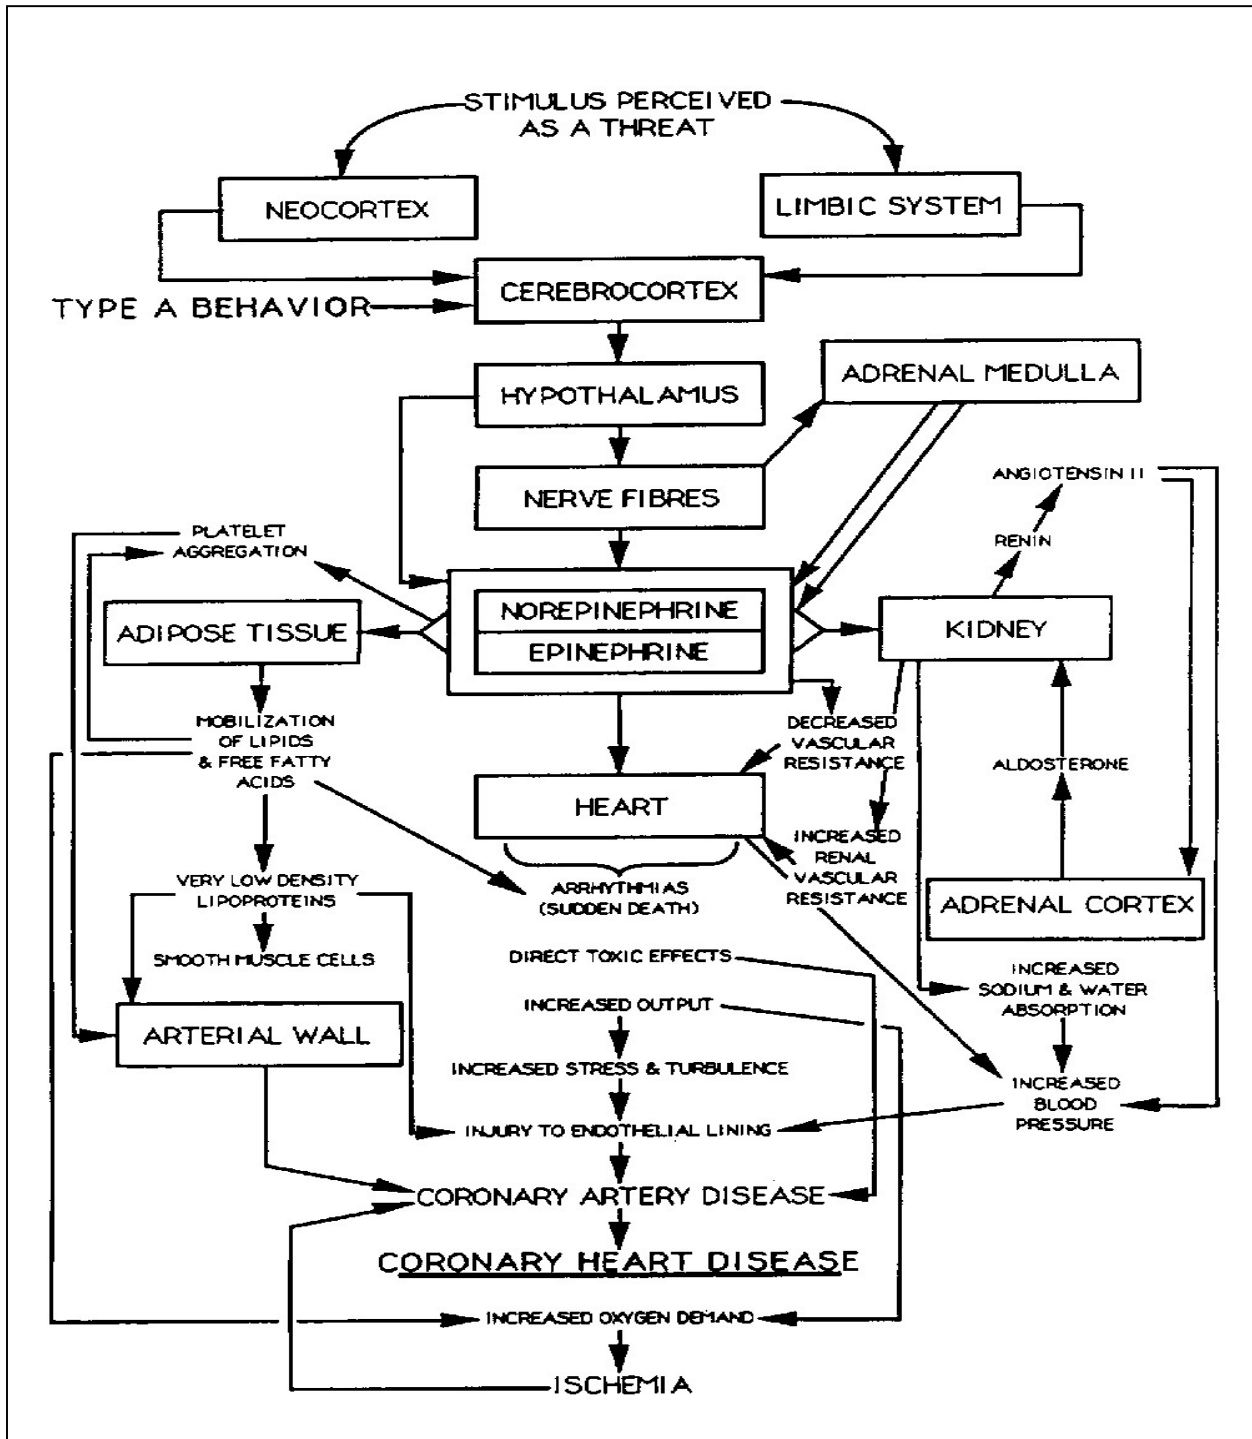 STIMULUS PERCEIVED
AS A THREAT
NEOCORTEX
LIMBIC SYSTEM
CEREBROCORTEX
TYPE A BEHAVIOR
HYPOTHALAMUS
ADRENAL MEDULLA
NERVE FIBRES
ANGIOTENSIN II
RENIN
PLATELET
AGGREGATION
NOREPINEPHRINE
EPINEPHRINE
ADIPOSE TISSUE
KIDNEY
MOBILIZATION
OF LIPIDS
& FREE FATTY
ACIDS
DECREASED
VASCULAR
RESISTANCE
ALDOSTERONE
HEART
INCREASED
RENAL
VASCULAR
RESISTANCE
VERY LOW DENSITY
LIPOPROTEINS
ARRHYTHMIAS
(SUDDEN DEATH)
ADRENAL CORTEX
SMOOTH MUSCLE CELLS
DIRECT TOXIC EFFECTS
INCREASED
SODIUM & WATER
ABSORPTION
INCREASED OUTPUT
ARTERIAL WALL
INCREASED STRESS & TURBULENCE
INCREASED
BLOOD
PRESSURE
INJURY TO ENDOTHELIAL LINING
CORONARY ARTERY DISEASE
CORONARY HEART DISEASE
INCREASED OXYGEN DEMAND
ISCHEMIA